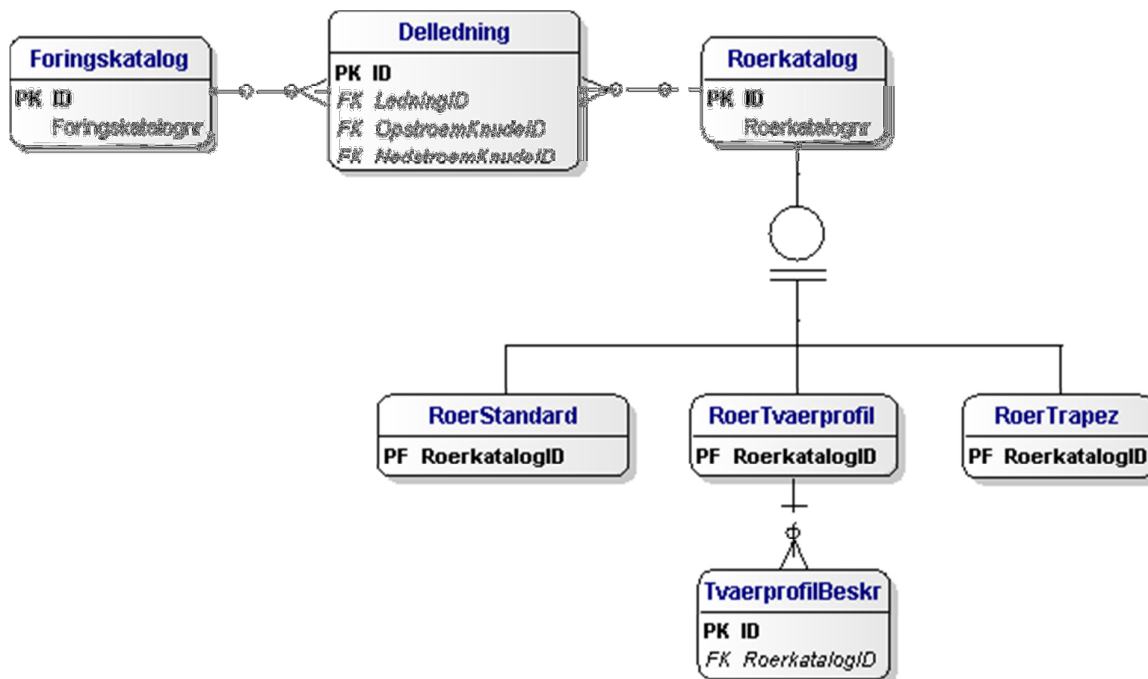 Foringskatalog
PK ID
Foringskatalognr
Delledning
PK ID
FK LedningID
FK OpstroemKnudeID
FK NedstroemKnudeID
Roerkatalog
PK ID
Roerkatalognr
RoerStandard
PF RoerkatalogID
RoerTvaerprofil
PF RoerkatalogID
RoerTrapez
PF RoerkatalogID
TvaerprofilBeskr
PK ID
FK RoerkatalogID